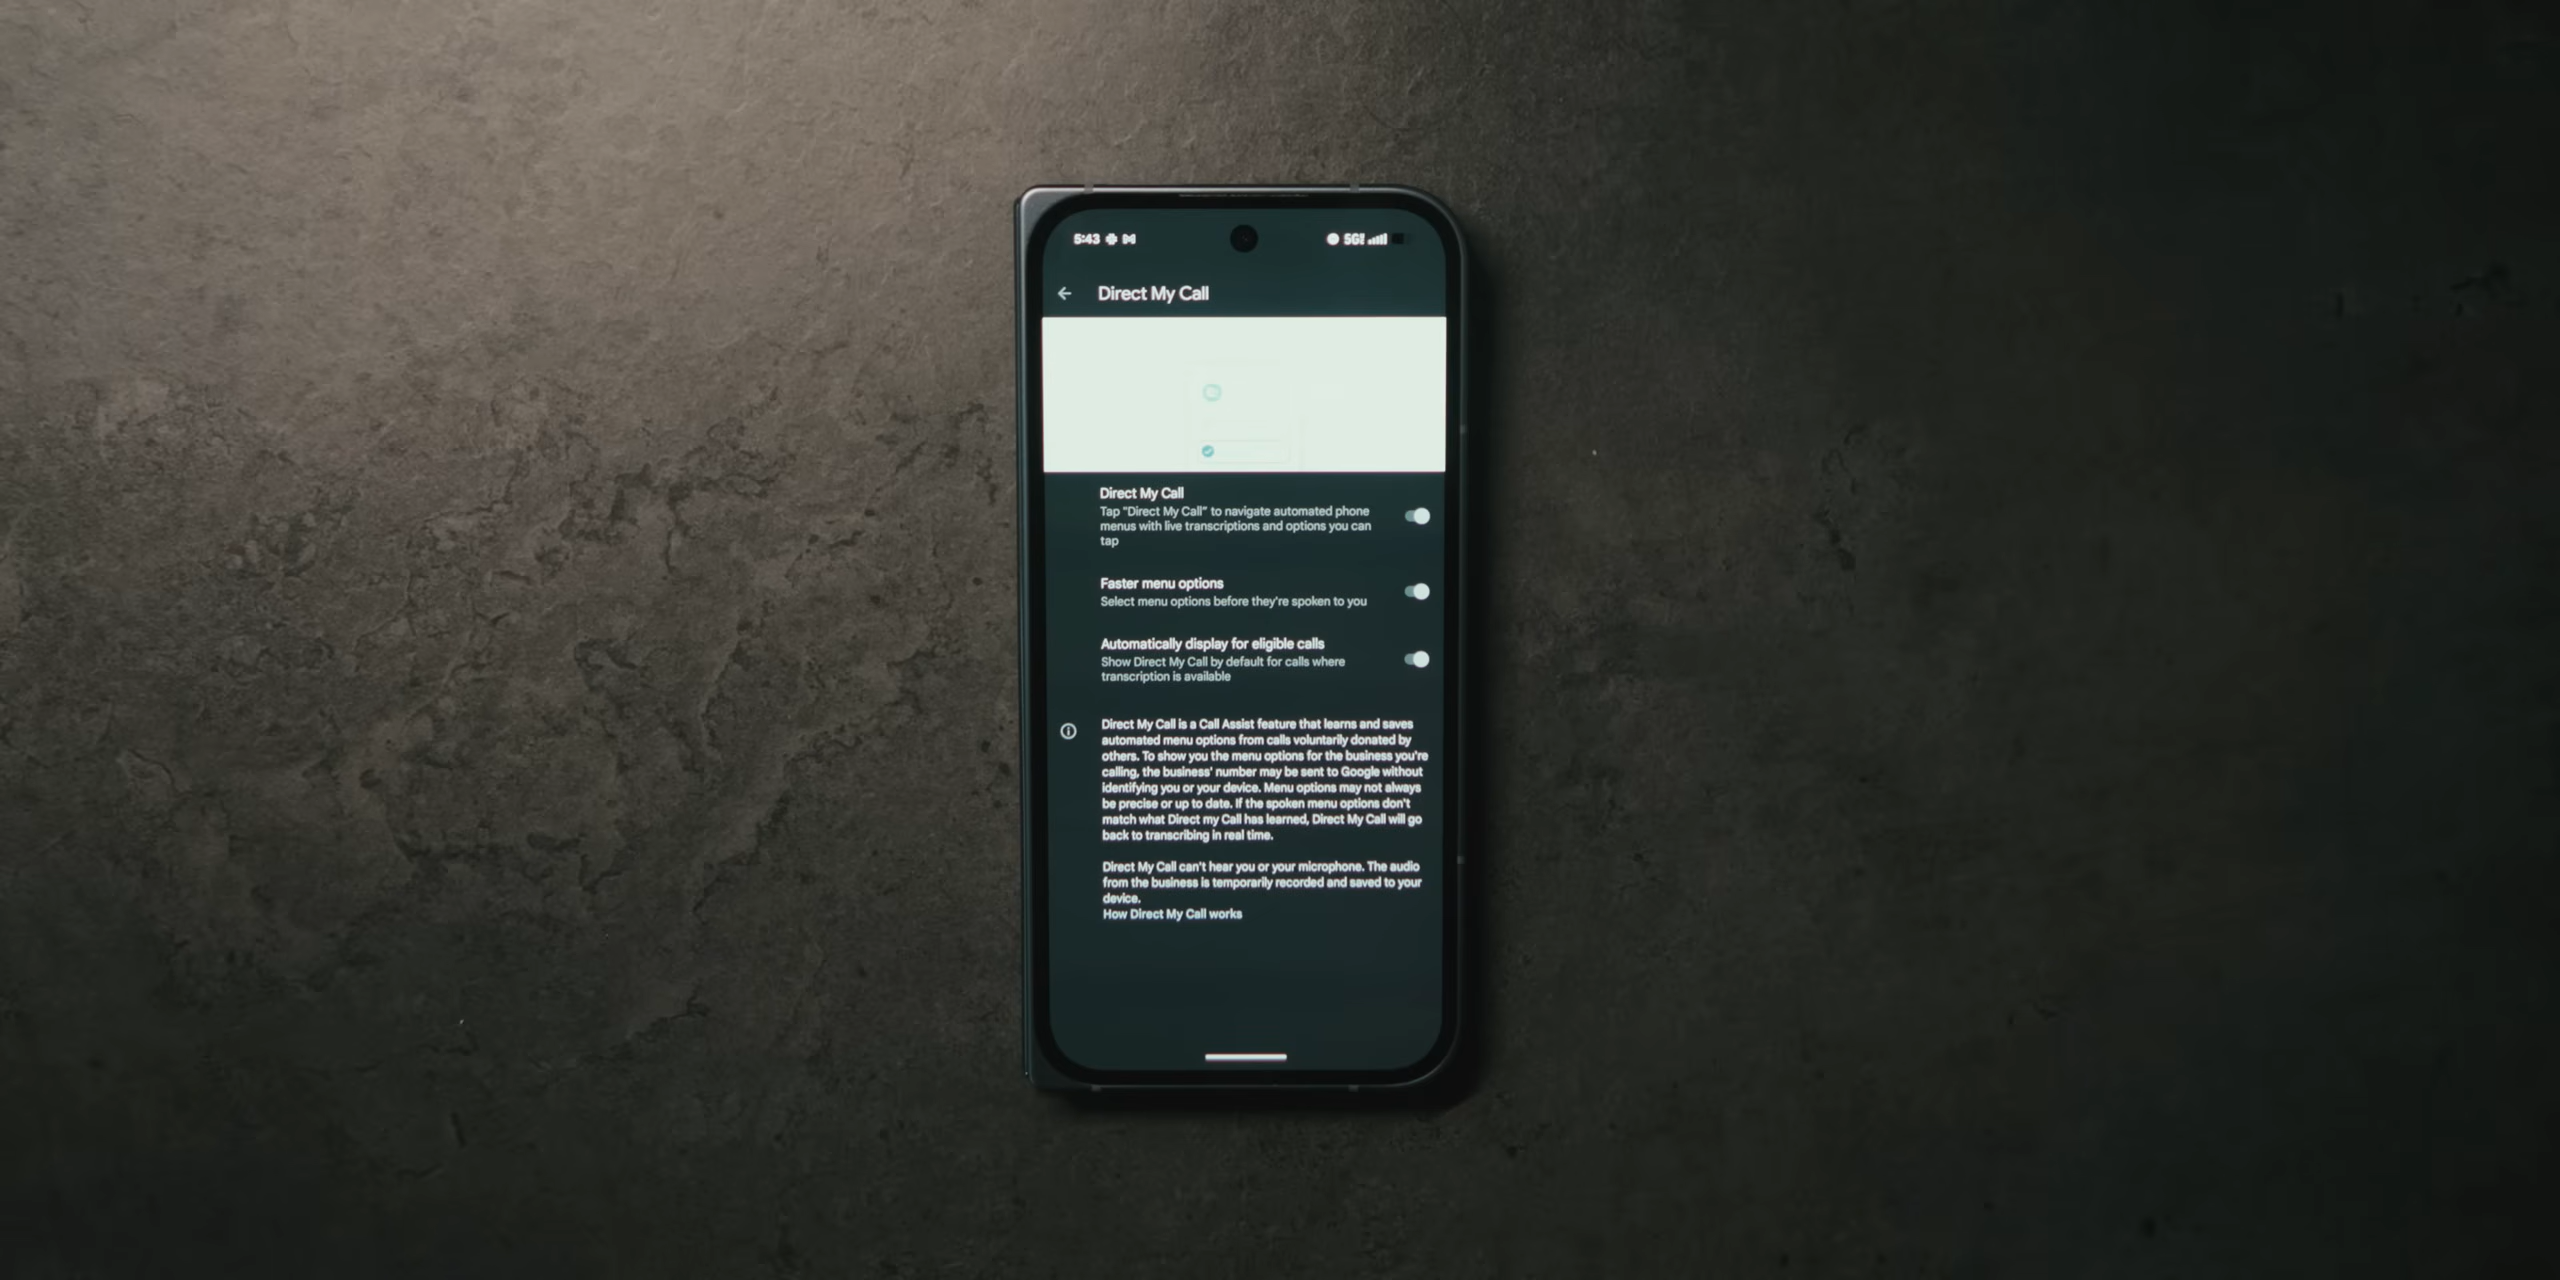 5:43
5G
Direct My Call
Direct My Call
Tap "Direct My Call" to navigate automated phone
menus with live transcriptions and options you can
tap
Faster menu options
Select menu options before they're spoken to you
Automatically display for eligible calls
Show Direct My Call by default for calls where
transcription is available
Direct My Call is a Call Assist feature that learns and saves
automated menu options from calls voluntarily donated by
others. To show you the menu options for the business you're
calling, the business' number may be sent to Google without
identifying you or your device. Menu options may not always
be precise or up to date. If the spoken menu options don't
match what Direct my Call has learned, Direct My Call will go
back to transcribing in real time.
Direct My Call can't hear you or your microphone. The audio
from the business is temporarily recorded and saved to your
device.
How Direct My Call works